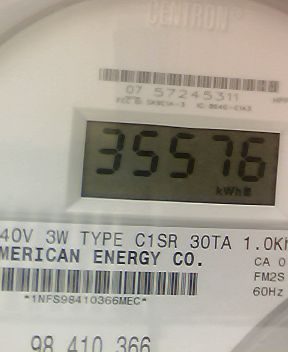 CENTRON®
07 57245311
35576
kWh
40V 3W TYPE C1SR 30TA 1.0Kh
MERICAN ENERGY CO.
CA 0
FM2S
60Hz
*1NFS98410366MEC*
98 410 366